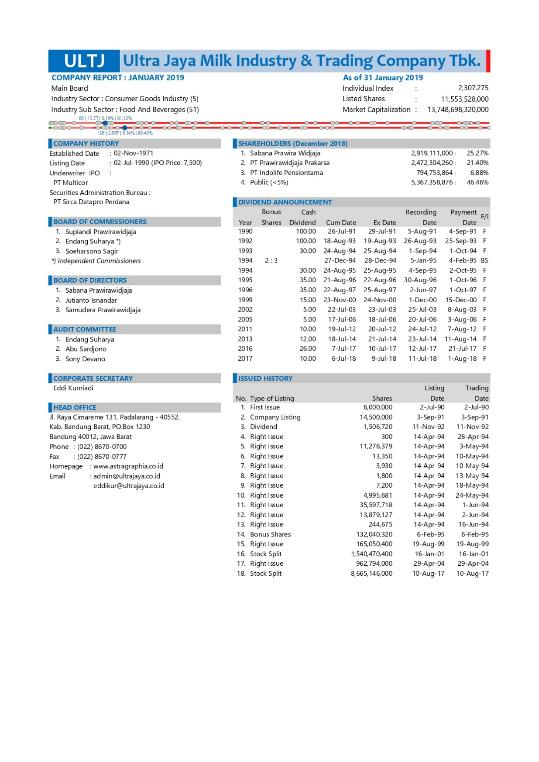 ULTJ Ultra Jaya Milk Industry & Trading Company Tbk.
COMPANY REPORT : JANUARY 2019
Main Board
Industry Sector : Consumer Goods Industry (5)
Industry Sub Sector : Food And Beverages (51)
As of 31 January 2019
Individual Index : 2,307.275
Listed Shares : 11,553,528,000
Market Capitalization : 13,748,698,320,000
COMPANY HISTORY
Established Date : 02-Nov-1971
Listing Date : 02-Jul-1990 (IPO Price: 7,500)
Underwriter IPO :
PT Multicor
Securities Administration Bureau :
PT Sirca Datapro Perdana
BOARD OF COMMISSIONERS
1. Supiandi Prawirawidjaja
2. Endang Suharya *)
3. Soeharsono Sagir
*) Independent Commissioners
BOARD OF DIRECTORS
1. Sabana Prawirawidjaja
2. Jutianto Isnandar
3. Samudera Prawirawidjaja
AUDIT COMMITTEE
1. Endang Suharya
2. Abu Sardjono
3. Sony Devano
CORPORATE SECRETARY
Eddi Kurniadi
HEAD OFFICE
Jl. Raya Cimareme 131, Padalarang - 40552,
Kab. Bandung Barat, PO.Box 1230
Bandung 40012, Jawa Barat
Phone : (022) 8670-0700
Fax : (022) 8670-0777
Homepage : www.astragraphia.co.id
Email : admin@ultrajaya.co.id
eddikur@ultrajaya.co.id
SHAREHOLDERS (December 2018)
1. Sabana Prawira Widjaja 2,919,111,000 : 25.27%
2. PT Prawirawidjaja Prakarsa 2,472,304,260 : 21.40%
3. PT Indolife Pensiontama 794,753,864 : 6.88%
4. Public (<5%) 5,367,358,876 : 46.46%
DIVIDEND ANNOUNCEMENT
Bonus Cash Recording Payment F/I
Year Shares Dividend Cum Date Ex Date Date Date
1990 100.00 26-Jul-91 29-Jul-91 5-Aug-91 4-Sep-91 F
1992 100.00 18-Aug-93 19-Aug-93 26-Aug-93 25-Sep-93 F
1993 30.00 24-Aug-94 25-Aug-94 1-Sep-94 1-Oct-94 F
1994 2 : 3 27-Dec-94 28-Dec-94 5-Jan-95 4-Feb-95 BS
1994 30.00 24-Aug-95 25-Aug-95 4-Sep-95 2-Oct-95 F
1995 35.00 21-Aug-96 22-Aug-96 30-Aug-96 1-Oct-96 F
1996 35.00 22-Aug-97 25-Aug-97 2-Jun-97 1-Oct-97 F
1999 15.00 23-Nov-00 24-Nov-00 1-Dec-00 15-Dec-00 F
2002 5.00 22-Jul-03 23-Jul-03 25-Jul-03 8-Aug-03 F
2005 5.00 17-Jul-06 18-Jul-06 20-Jul-06 3-Aug-06 F
2011 10.00 19-Jul-12 20-Jul-12 24-Jul-12 7-Aug-12 F
2013 12.00 18-Jul-14 21-Jul-14 23-Jul-14 11-Aug-14 F
2016 26.00 7-Jul-17 10-Jul-17 12-Jul-17 21-Jul-17 F
2017 10.00 6-Jul-18 9-Jul-18 11-Jul-18 1-Aug-18 F
ISSUED HISTORY
Listing Trading
No. Type of Listing Shares Date Date
1. First Issue 6,000,000 2-Jul-90 2-Jul-90
2. Company Listing 14,500,000 3-Sep-91 3-Sep-91
3. Dividend 1,506,720 11-Nov-92 11-Nov-92
4. Right Issue 300 14-Apr-94 28-Apr-94
5. Right Issue 11,276,379 14-Apr-94 3-May-94
6. Right Issue 13,350 14-Apr-94 10-May-94
7. Right Issue 3,930 14-Apr-94 10-May-94
8. Right Issue 1,800 14-Apr-94 13-May-94
9. Right Issue 7,200 14-Apr-94 18-May-94
10. Right Issue 4,995,681 14-Apr-94 24-May-94
11. Right Issue 35,597,718 14-Apr-94 1-Jun-94
12. Right Issue 13,879,127 14-Apr-94 2-Jun-94
13. Right Issue 244,675 14-Apr-94 16-Jun-94
14. Bonus Shares 132,040,320 6-Feb-95 6-Feb-95
15. Right Issue 165,050,400 19-Aug-99 19-Aug-99
16. Stock Split 1,540,470,400 16-Jan-01 16-Jan-01
17. Right Issue 962,794,000 29-Apr-04 29-Apr-04
18. Stock Split 8,665,146,000 10-Aug-17 10-Aug-17